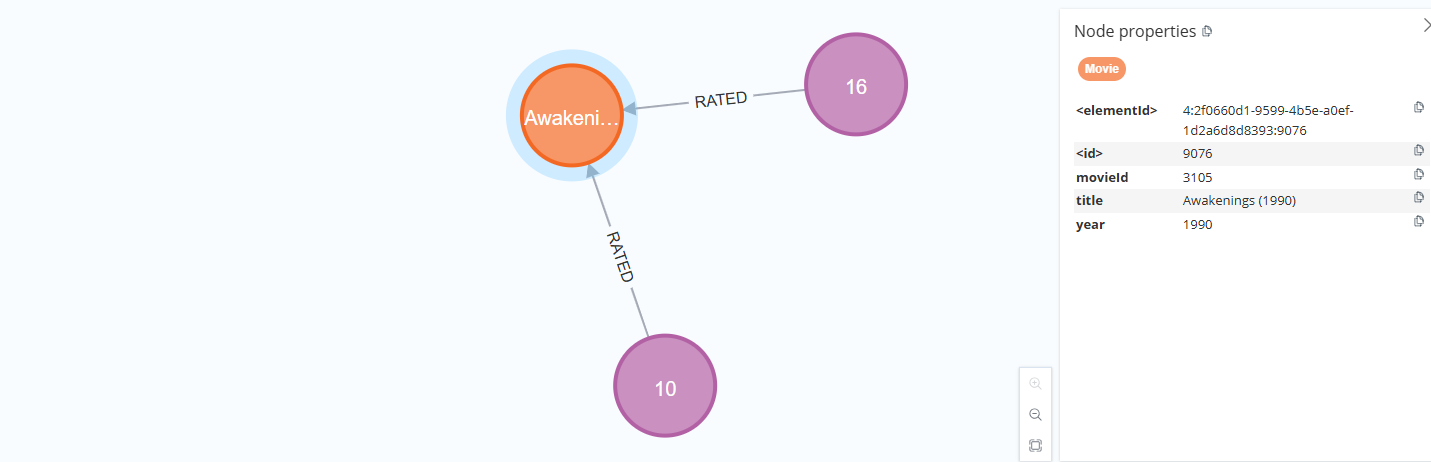 Awakeni...
RATED
16
RATED
10
Node properties
Movie
<elementId> 4:2f0660d1-9599-4b5e-a0ef-
1d2a6d8d8393:9076
<id> 9076
movieId 3105
title Awakenings (1990)
year 1990